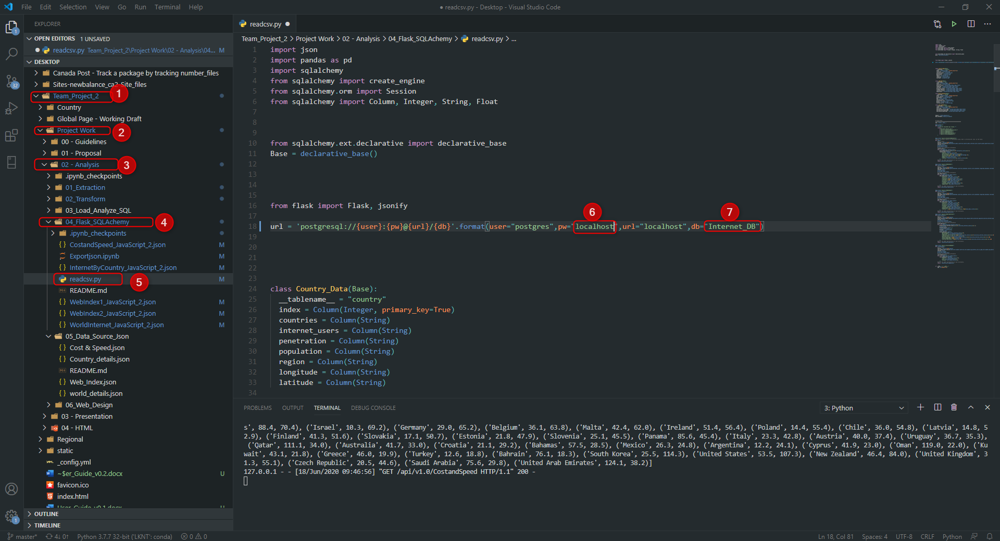 File Edit Selection View Go Run Terminal Help
● readcsv.py - Desktop - Visual Studio Code
EXPLORER
OPEN EDITORS 1 UNSAVED
readcsv.py Team_Project_2\Project Work\02 - Analysis\04... M
DESKTOP
Canada Post - Track a package by tracking number_files
Sites-newbalance_ca2-Site_files
Team_Project_2
1
Country
Global Page - Working Draft
Project Work
2
00 - Guidelines
01 - Proposal
02 - Analysis
3
.ipynb_checkpoints
01_Extraction
02_Transform
03_Load_Analyze_SQL
04_Flask_SQLAchemy
4
.ipynb_checkpoints
CostandSpeed_JavaScript_2.json M
Exportjson.ipynb M
InternetByCountry_JavaScript_2.json M
readcsv.py M
5
README.md
WebIndex1_JavaScript_2.json M
WebIndex2_JavaScript_2.json M
WorldInternet_JavaScript_2.json M
05_Data_Source_Json
Cost & Speed.json
Country_details.json
README.md
Web_Index.json
world_details.json
06_Web_Design
03 - Presentation
04 - HTML
Regional
static
_config.yml
~$er_Guide_v0.2.docx U
favicon.ico
index.html
User_Guide_v0.1.docx U
OUTLINE
TIMELINE
readcsv.py
Team_Project_2 > Project Work > 02 - Analysis > 04_Flask_SQLAchemy > readcsv.py > ...
1 import json
2 import pandas as pd
3 import sqlalchemy
4 from sqlalchemy import create_engine
5 from sqlalchemy.orm import Session
6 from sqlalchemy import Column, Integer, String, Float
7
8
9
10 from sqlalchemy.ext.declarative import declarative_base
11 Base = declarative_base()
12
13
14
15
16 from flask import Flask, jsonify
17
6
7
18 url = 'postgresql://{user}:{pw}@{url}/{db}'.format(user="postgres",pw="localhost",url="localhost",db="Internet_DB")
19
20
21
22
23
24 class Country_Data(Base):
25 __tablename__ = "country"
26 index = Column(Integer, primary_key=True)
27 countries = Column(String)
28 internet_users = Column(String)
29 penetration = Column(String)
30 population = Column(String)
31 region = Column(String)
32 longitude = Column(String)
33 latitude = Column(String)
34
PROBLEMS OUTPUT TERMINAL DEBUG CONSOLE
3: Python
s', 88.4, 70.4), ('Israel', 10.3, 69.2), ('Germany', 29.0, 65.2), ('Belgium', 36.1, 63.8), ('Malta', 42.4, 62.0), ('Ireland', 51.4, 56.4), ('Poland', 14.4, 55.4), ('Chile', 36.0, 54.8), ('Latvia', 14.8, 5
2.9), ('Finland', 41.3, 51.6), ('Slovakia', 17.1, 50.7), ('Estonia', 21.8, 47.9), ('Slovenia', 25.1, 45.5), ('Panama', 85.6, 45.4), ('Italy', 23.3, 42.8), ('Austria', 40.0, 37.4), ('Uruguay', 36.7, 35.3),
('Qatar', 111.1, 34.0), ('Australia', 41.7, 33.0), ('Croatia', 21.1, 29.2), ('Bahamas', 57.5, 28.5), ('Mexico', 26.3, 24.8), ('Argentina', 12.2, 24.1), ('Cyprus', 41.9, 23.0), ('Oman', 119.0, 22.0), ('Ku
wait', 43.1, 21.8), ('Greece', 46.0, 19.9), ('Turkey', 12.6, 18.8), ('Bahrain', 76.1, 18.3), ('South Korea', 25.5, 114.3), ('United States', 53.5, 107.3), ('New Zealand', 46.4, 84.0), ('United Kingdom', 3
1.3, 55.1), ('Czech Republic', 20.5, 44.6), ('Saudi Arabia', 75.6, 29.8), ('United Arab Emirates', 124.1, 38.2)]
127.0.0.1 - - [18/Jun/2020 09:46:56] "GET /api/v1.0/CostandSpeed HTTP/1.1" 200 -
1
32
1
master* 4↓ 0↑ Python 3.7.7 32-bit ('LKNT': conda) 0 0
Ln 18, Col 81 Spaces: 4 UTF-8 CRLF Python